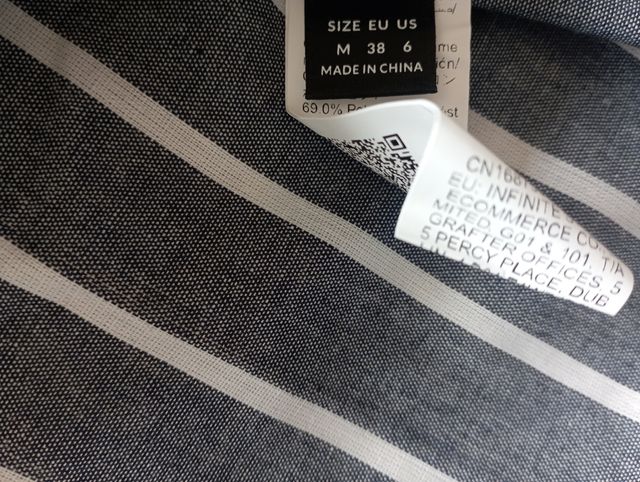 SIZE EU US
M 38 6
MADE IN CHINA
69.0%
CN168
EU: INFINITE
ECOMMERCE CO
MITED, G01 & 101, TIA
GRAFTER, OFFICES, 5
5 PERCY PLACE, DUB